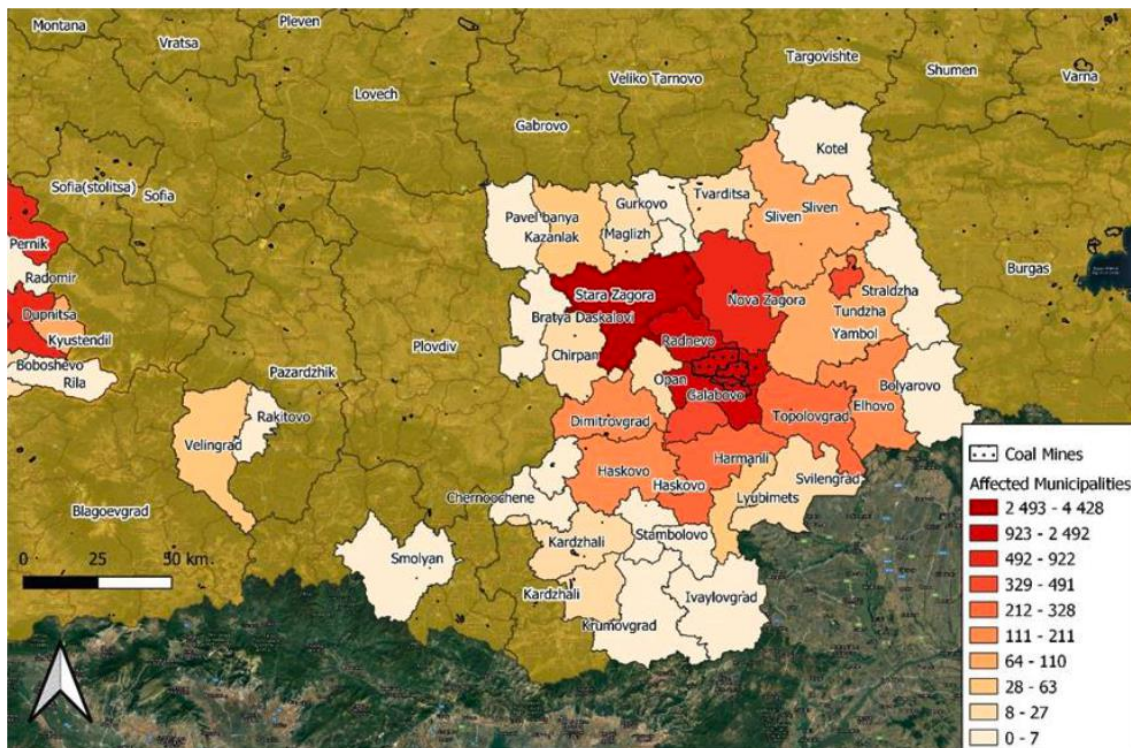 Montana
Vratsa
Pleven
Lovech
Veliko Tarnovo
Targovishte
Shumen
Varna
Gabrovo
Kotel
Sofia(stolitsa)
Sofia
Pavel banya
Kazanlak
Gurkovo
Maglizh
Tvarditsa
Sliven
Sliven
Pernik
Radomir
Burgas
Stara Zagora
Nova Zagora
Straldzha
Dupnitsa
Kyustendil
Bratya Daskalovi
Tundzha
Yambol
Plovdiv
Radnevo
Chirpan
Boboshevo
Rila
Pazardzhik
Opan
Galabovo
Bolyarovo
Elhovo
Rakitovo
Dimitrovgrad
Topolovgrad
Velingrad
Haskovo
Harmanli
Svilengrad
Haskovo
Lyubimets
Chernoochene
Blagoevgrad
Stambolovo
Kardzhali
Smolyan
Kardzhali
Ivaylovgrad
Krumovgrad
0 25 50 km
Coal Mines
Affected Municipalities
2 493 - 4 428
923 - 2 492
492 - 922
329 - 491
212 - 328
111 - 211
64 - 110
28 - 63
8 - 27
0 - 7